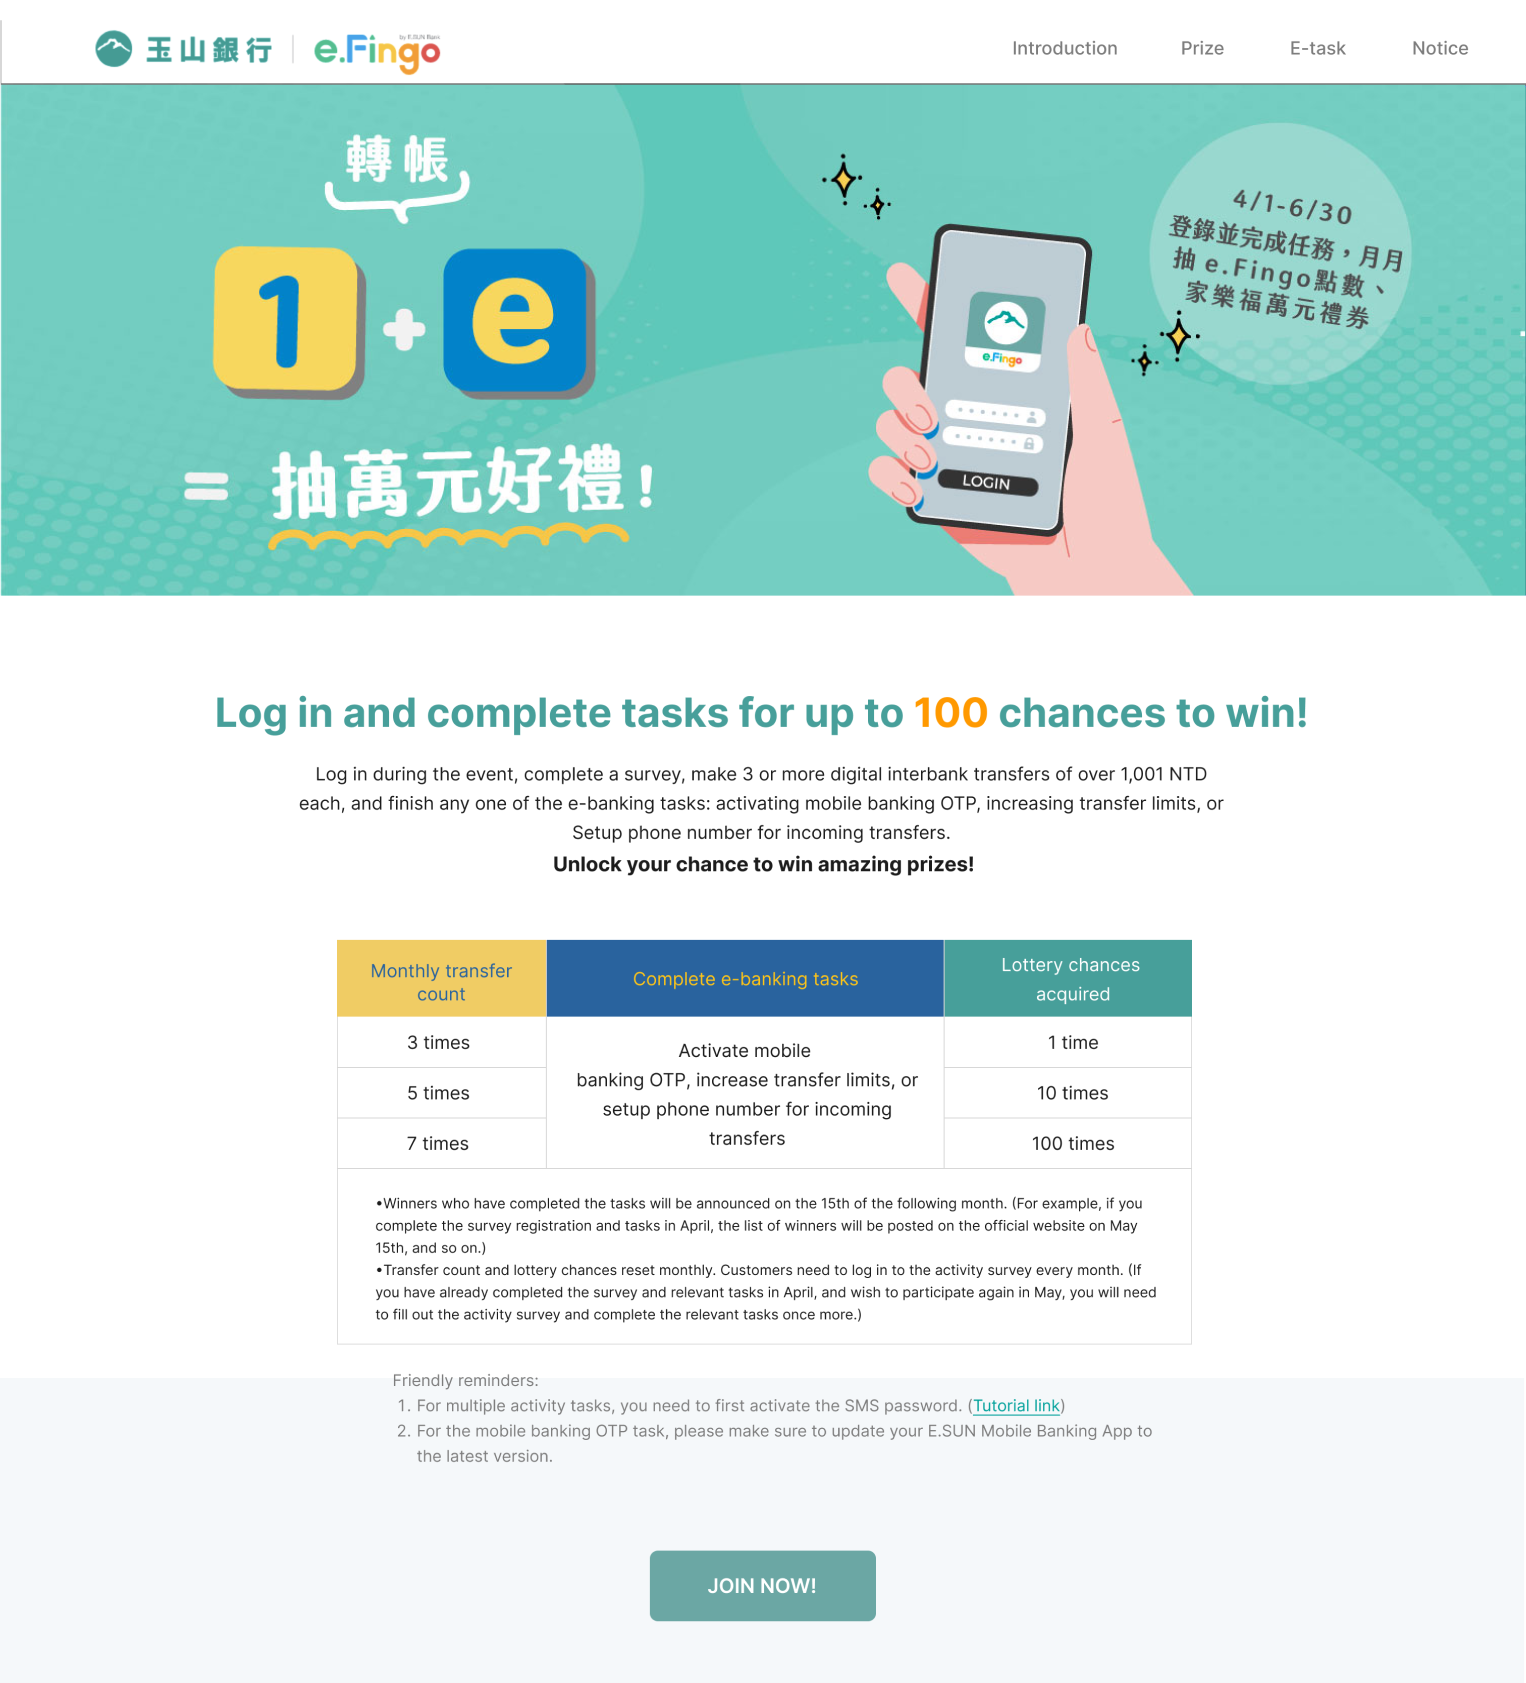 玉山銀行 e.Fingo by E.SUN Bank
Introduction Prize E-task Notice
轉帳
1 + e
= 抽萬元好禮!
e.Fingo
LOGIN
4/1-6/30
登錄並完成任務，月月
抽 e.Fingo點數、
家樂福萬元禮券
Log in and complete tasks for up to 100 chances to win!
Log in during the event, complete a survey, make 3 or more digital interbank transfers of over 1,001 NTD
each, and finish any one of the e-banking tasks: activating mobile banking OTP, increasing transfer limits, or
Setup phone number for incoming transfers.
Unlock your chance to win amazing prizes!
Monthly transfer
count
Complete e-banking tasks
Lottery chances
acquired
3 times
5 times
7 times
Activate mobile
banking OTP, increase transfer limits, or
setup phone number for incoming
transfers
1 time
10 times
100 times
•Winners who have completed the tasks will be announced on the 15th of the following month. (For example, if you
complete the survey registration and tasks in April, the list of winners will be posted on the official website on May
15th, and so on.)
•Transfer count and lottery chances reset monthly. Customers need to log in to the activity survey every month. (If
you have already completed the survey and relevant tasks in April, and wish to participate again in May, you will need
to fill out the activity survey and complete the relevant tasks once more.)
Friendly reminders:
1. For multiple activity tasks, you need to first activate the SMS password. (Tutorial link)
2. For the mobile banking OTP task, please make sure to update your E.SUN Mobile Banking App to
the latest version.
JOIN NOW!